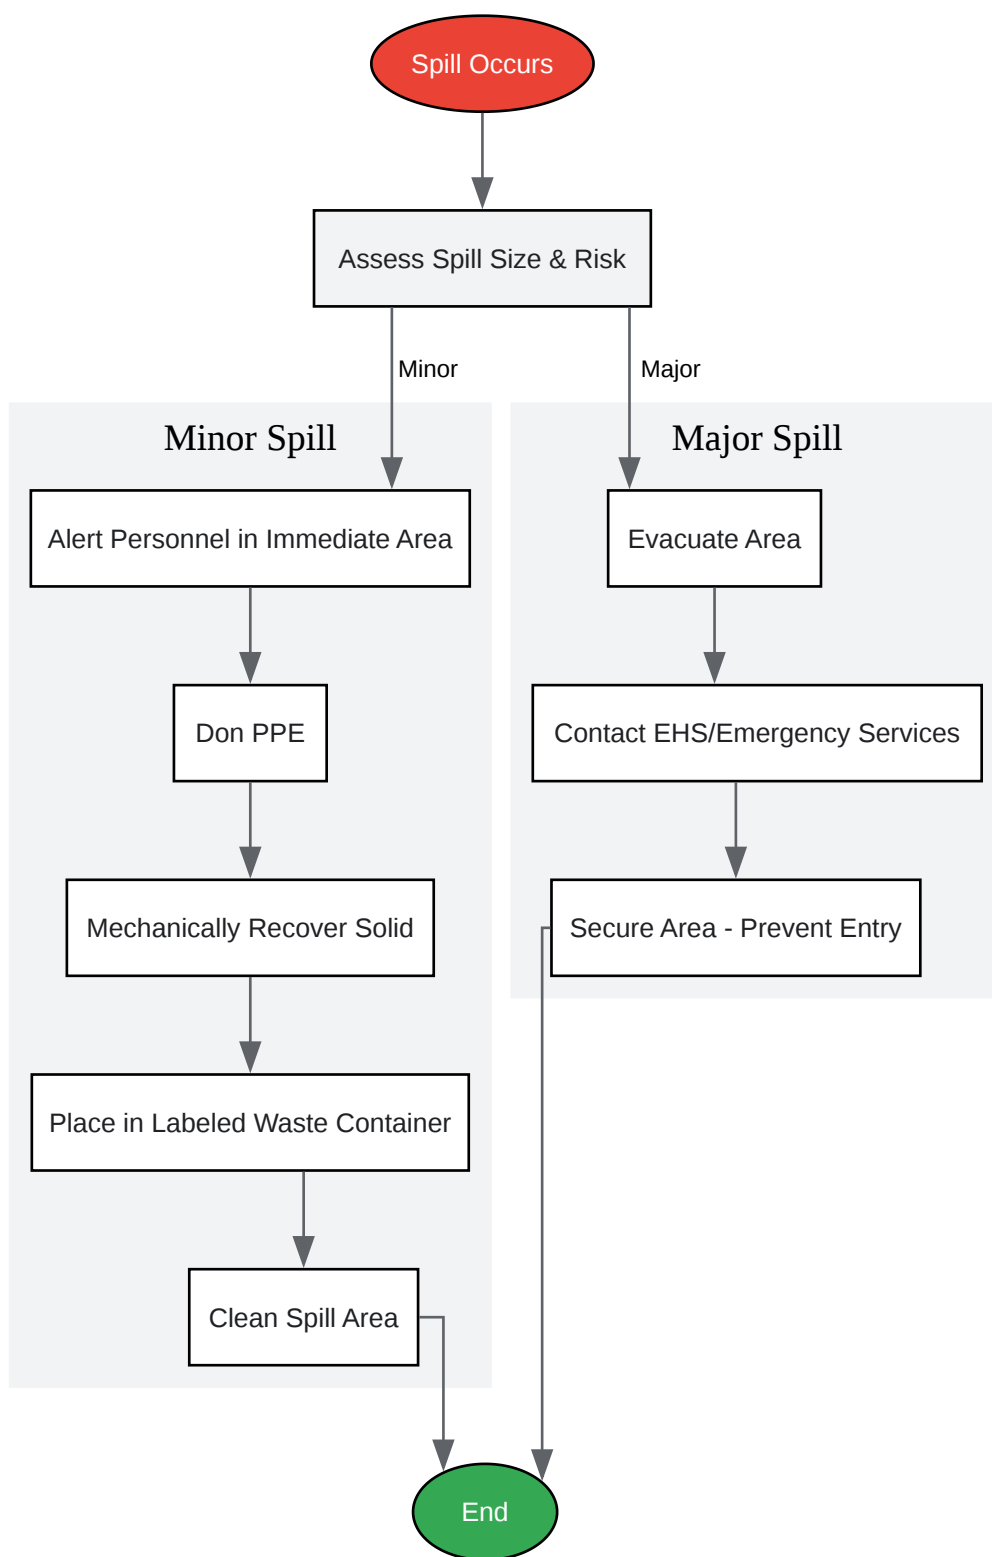 Spill Occurs
Assess Spill Size & Risk
Minor
Major
Minor Spill
Alert Personnel in Immediate Area
Don PPE
Mechanically Recover Solid
Place in Labeled Waste Container
Clean Spill Area
Major Spill
Evacuate Area
Contact EHS/Emergency Services
Secure Area - Prevent Entry
End